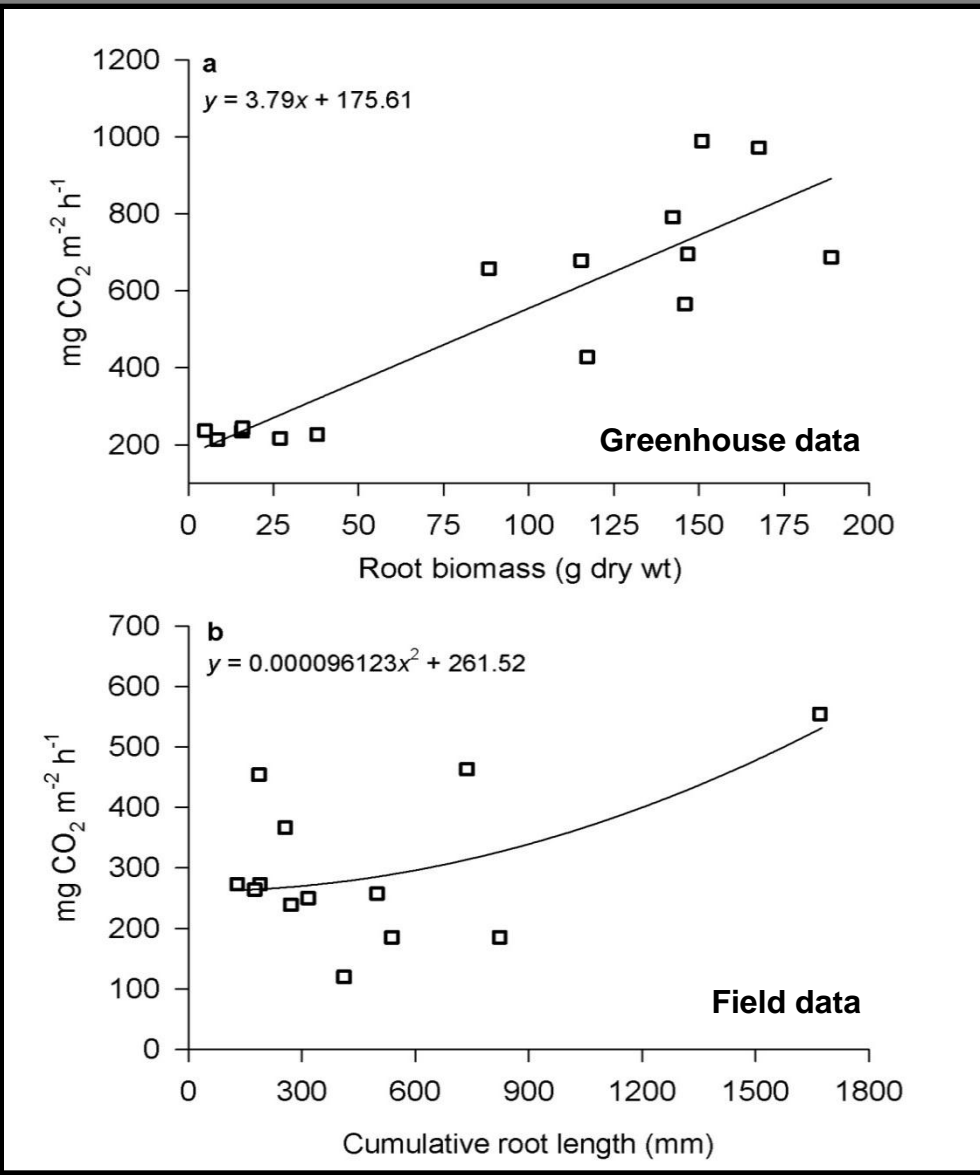 a
y = 3.79x + 175.61
1200
1000
800
600
400
200
mg CO₂ m⁻² h⁻¹
Greenhouse data
0 25 50 75 100 125 150 175 200
Root biomass (g dry wt)
b
y = 0.000096123x² + 261.52
700
600
500
400
300
200
100
0
mg CO₂ m⁻² h⁻¹
Field data
0 300 600 900 1200 1500 1800
Cumulative root length (mm)